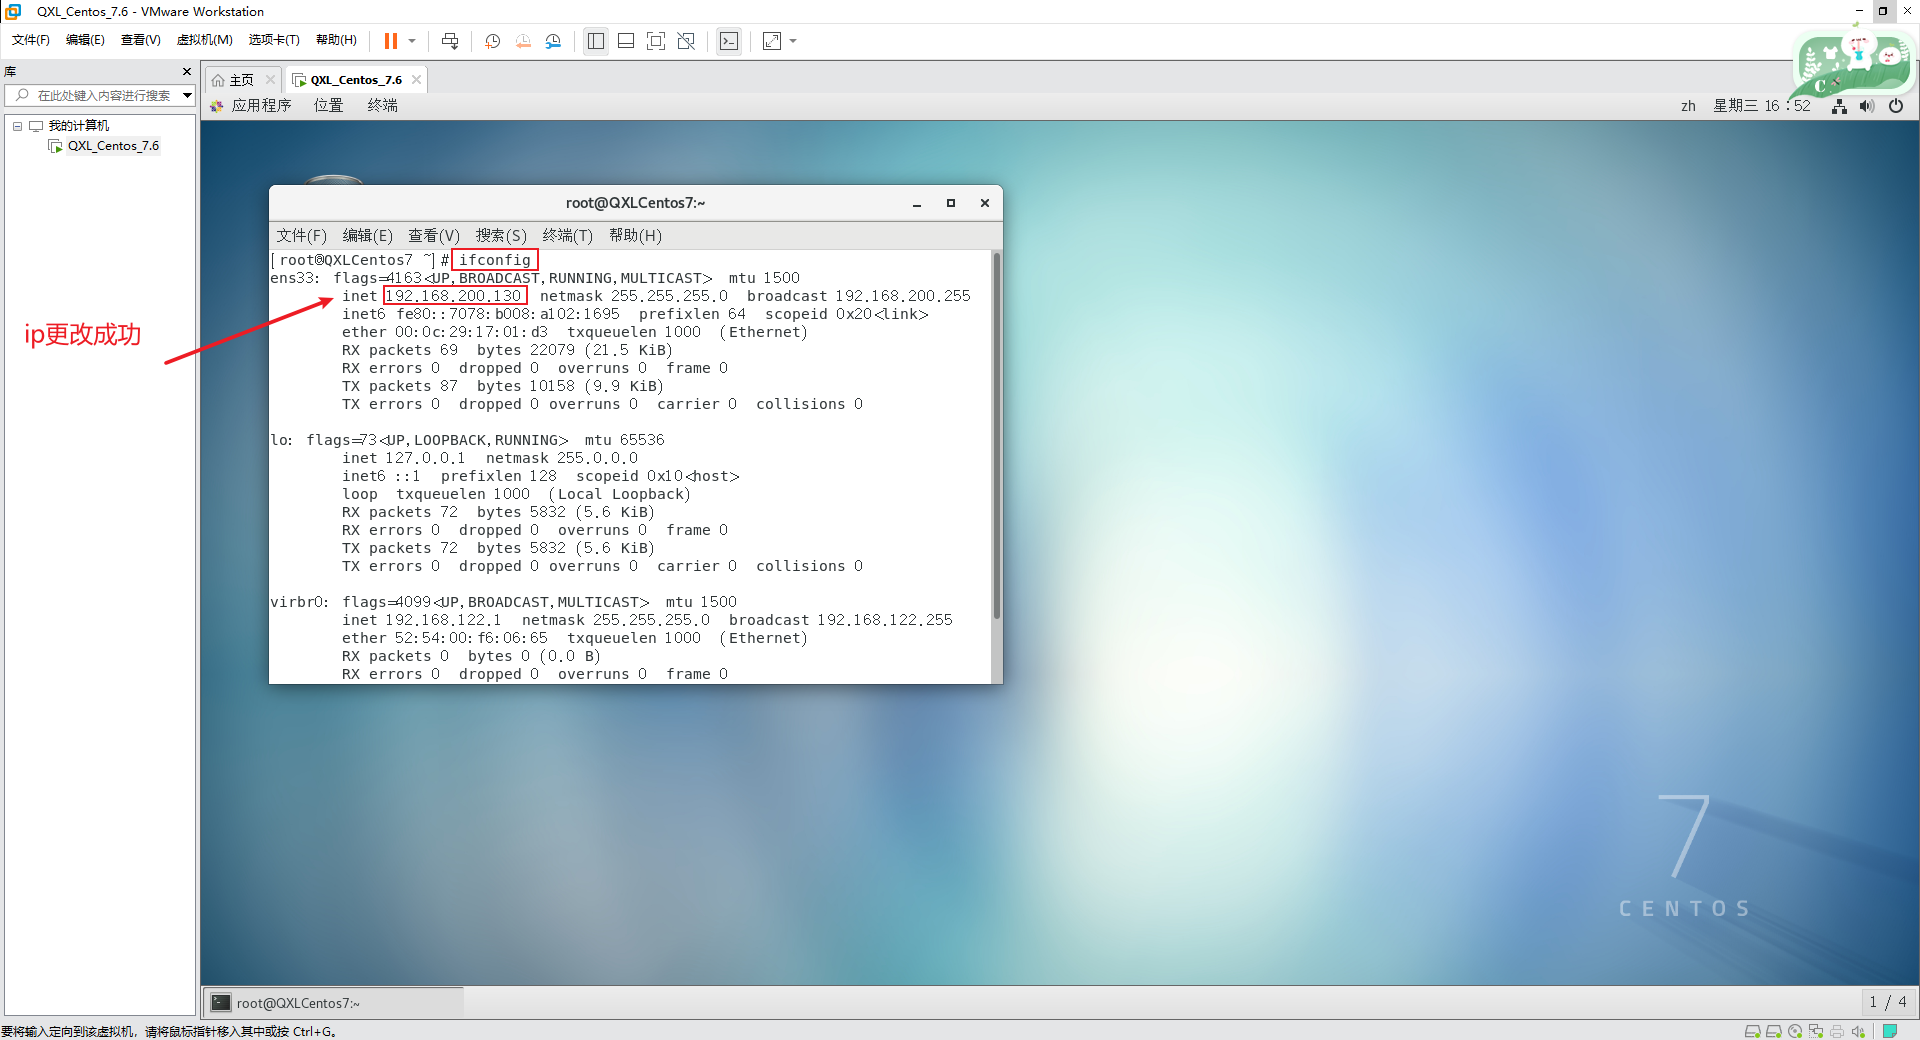 QXL_Centos_7.6 - VMware Workstation
文件(F) 编辑(E) 查看(V) 虚拟机(M) 选项卡(T) 帮助(H)
库
在此处键入内容进行搜索
我的计算机
QXL_Centos_7.6
主页 QXL_Centos_7.6
应用程序 位置 终端 zh 星期三 16：52
root@QXLCentos7:~
文件(F) 编辑(E) 查看(V) 搜索(S) 终端(T) 帮助(H)
[root@QXLCentos7 ~]# ifconfig
ens33: flags=4163<UP,BROADCAST,RUNNING,MULTICAST>  mtu 1500
inet 192.168.200.130  netmask 255.255.255.0  broadcast 192.168.200.255
inet6 fe80::7078:b008:a102:1695  prefixlen 64  scopeid 0x20<link>
ether 00:0c:29:17:01:d3  txqueuelen 1000  (Ethernet)
RX packets 69  bytes 22079 (21.5 KiB)
RX errors 0  dropped 0  overruns 0  frame 0
TX packets 87  bytes 10158 (9.9 KiB)
TX errors 0  dropped 0 overruns 0  carrier 0  collisions 0
lo: flags=73<UP,LOOPBACK,RUNNING>  mtu 65536
inet 127.0.0.1  netmask 255.0.0.0
inet6 ::1  prefixlen 128  scopeid 0x10<host>
loop  txqueuelen 1000  (Local Loopback)
RX packets 72  bytes 5832 (5.6 KiB)
RX errors 0  dropped 0  overruns 0  frame 0
TX packets 72  bytes 5832 (5.6 KiB)
TX errors 0  dropped 0 overruns 0  carrier 0  collisions 0
virbr0: flags=4099<UP,BROADCAST,MULTICAST>  mtu 1500
inet 192.168.122.1  netmask 255.255.255.0  broadcast 192.168.122.255
ether 52:54:00:f6:06:65  txqueuelen 1000  (Ethernet)
RX packets 0  bytes 0 (0.0 B)
RX errors 0  dropped 0  overruns 0  frame 0
ip更改成功
7
CENTOS
root@QXLCentos7:~
1 / 4
要将输入定向到该虚拟机，请将鼠标指针移入其中或按 Ctrl+G。